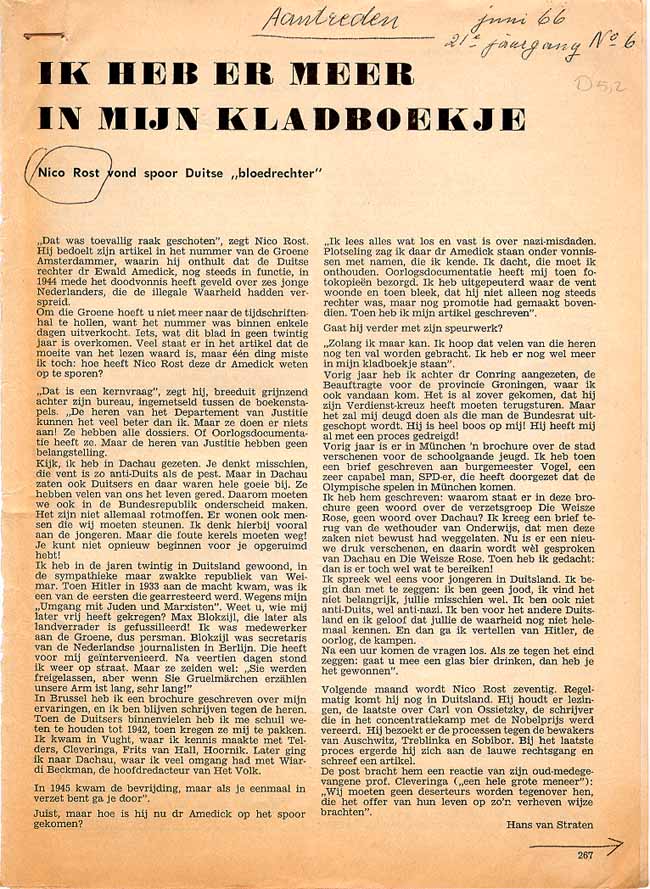 Aantreden juni 66
21e jaargang No 6
D 5,2
IK HEB ER MEER
IN MIJN KLADBOEKJE
Nico Rost vond spoor Duitse „bloedrechter”
„Dat was toevallig raak geschoten”, zegt Nico Rost.
Hij bedoelt zijn artikel in het nummer van de Groene
Amsterdammer, waarin hij onthult dat de Duitse
rechter dr Ewald Amedick, nog steeds in functie, in
1944 mede het doodvonnis heeft geveld over zes jonge
Nederlanders, die de illegale Waarheid hadden ver-
spreid.
Om die Groene hoeft u niet meer naar de tijdschriften-
hal te hollen, want het nummer was binnen enkele
dagen uitverkocht. Iets, wat dit blad in geen twintig
jaar is overkomen. Veel staat er in het artikel dat de
moeite van het lezen waard is, maar één ding miste
ik toch: hoe heeft Nico Rost deze dr Amedick weten
op te sporen?
„Dat is een kernvraag”, zegt hij, breeduit grijnzend
achter zijn bureau, ingemetseld tussen de boekensta-
pels. „De heren van het Departement van Justitie
kunnen het veel beter dan ik. Maar ze doen er niets
aan! Ze hebben alle dossiers. Of Oorlogsdocumenta-
tie heeft ze. Maar de heren van Justitie hebben geen
belangstelling.
Kijk, ik heb in Dachau gezeten. Je denkt misschien,
die vent is zo anti-Duits als de pest. Maar in Dachau
zaten ook Duitsers en daar waren hele goeie bij. Ze
hebben velen van ons het leven gered. Daarom moeten
we ook in de Bundesrepublik onderscheid maken.
Het zijn niet allemaal rotmoffen. Er wonen ook men-
sen die wij moeten steunen. Ik denk hierbij vooral
aan de jongeren. Maar die foute kerels moeten weg!
Je kunt niet opnieuw beginnen voor je opgeruimd
hebt!
Ik heb in de jaren twintig in Duitsland gewoond, in
de sympathieke maar zwakke republiek van Wei-
mar. Toen Hitler in 1933 aan de macht kwam, was ik
een van de eersten die gearresteerd werd. Wegens mijn
„Umgang mit Juden und Marxisten”. Weet u, wie mij
later vrij heeft gekregen? Max Blokzijl, die later als
landverrader is gefusilleerd! Ik was medewerker
aan de Groene, dus persman. Blokzijl was secretaris
van de Nederlandse journalisten in Berlijn. Die heeft
voor mij geïntervenieerd. Na veertien dagen stond
ik weer op straat. Maar ze zeiden wel: „Sie werden
freigelassen, aber wenn Sie Gruelmärchen erzählen
unsere Arm ist lang, sehr lang!”
In Brussel heb ik een brochure geschreven over mijn
ervaringen, en ik ben blijven schrijven tegen de heren.
Toen de Duitsers binnenvielen heb ik me schuil we-
ten te houden tot 1942, toen kregen ze mij te pakken.
Ik kwam in Vught, waar ik kennis maakte met Tel-
ders, Cleveringa, Frits van Hall, Hoornik. Later ging
ik naar Dachau, waar ik veel omgang had met Wiar-
di Beckman, de hoofdredacteur van Het Volk.
In 1945 kwam de bevrijding, maar als je eenmaal in
verzet bent ga je door”.
Juist, maar hoe is hij nu dr Amedick op het spoor
gekomen?
„Ik lees alles wat los en vast is over nazi-misdaden.
Plotseling zag ik daar dr Amedick staan onder vonnis-
sen met namen, die ik kende. Ik dacht, die moet ik
onthouden. Oorlogsdocumentatie heeft mij toen fo-
tokopieën bezorgd. Ik heb uitgepeuterd waar de vent
woonde en toen bleek, dat hij niet alleen nog steeds
rechter was, maar nog promotie had gemaakt boven-
dien. Toen heb ik mijn artikel geschreven”.
Gaat hij verder met zijn speurwerk?
„Zolang ik maar kan. Ik hoop dat velen van die heren
nog ten val worden gebracht. Ik heb er nog wel meer
in mijn kladboekje staan”.
Vorig jaar heb ik achter dr Conring aangezeten, de
Beauftragte voor de provincie Groningen, waar ik
ook vandaan kom. Het is al zover gekomen, dat hij
zijn Verdienst-kreuz heeft moeten terugsturen. Maar
het zal mij deugd doen als die man de Bundesrat uit-
geschopt wordt. Hij is heel boos op mij! Hij heeft mij
al met een proces gedreigd!
Vorig jaar is er in München 'n brochure over de stad
verschenen voor de schoolgaande jeugd. Ik heb toen
een brief geschreven aan burgemeester Vogel, een
zeer capabel man, SPD-er, die heeft doorgezet dat de
Olympische spelen in München komen.
Ik heb hem geschreven: waarom staat er in deze bro-
chure geen woord over de verzetsgroep Die Weisze
Rose, geen woord over Dachau? Ik kreeg een brief te-
rug van de wethouder van Onderwijs, dat men deze
zaken niet bewust had weggelaten. Nu is er een nieu-
we druk verschenen, en daarin wordt wèl gesproken
van Dachau en Die Weisze Rose. Toen heb ik gedacht:
dan is er toch wel wat te bereiken!
Ik spreek wel eens voor jongeren in Duitsland. Ik be-
gin dan met te zeggen: ik ben geen jood, ik vind het
niet belangrijk, jullie misschien wel. Ik ben ook niet
anti-Duits, wel anti-nazi. Ik ben voor het andere Duits-
land en ik geloof dat jullie de waarheid nog niet hele-
maal kennen. En dan ga ik vertellen van Hitler, de
oorlog, de kampen.
Na een uur komen de vragen los. Als ze tegen het eind
zeggen: gaat u mee een glas bier drinken, dan heb je
het gewonnen”.
Volgende maand wordt Nico Rost zeventig. Regel-
matig komt hij nog in Duitsland. Hij houdt er lezin-
gen, de laatste over Carl von Ossietzky, de schrijver
die in het concentratiekamp met de Nobelprijs werd
vereerd. Hij bezoekt er de processen tegen de bewakers
van Auschwitz, Treblinka en Sobibor. Bij het laatste
proces ergerde hij zich aan de lauwe rechtsgang en
schreef een artikel.
De post bracht hem een reactie van zijn oud-medege-
vangene prof. Cleveringa („een hele grote meneer”):
„Wij moeten geen deserteurs worden tegenover hen,
die het offer van hun leven op zo'n verheven wijze
brachten”.
Hans van Straten
267